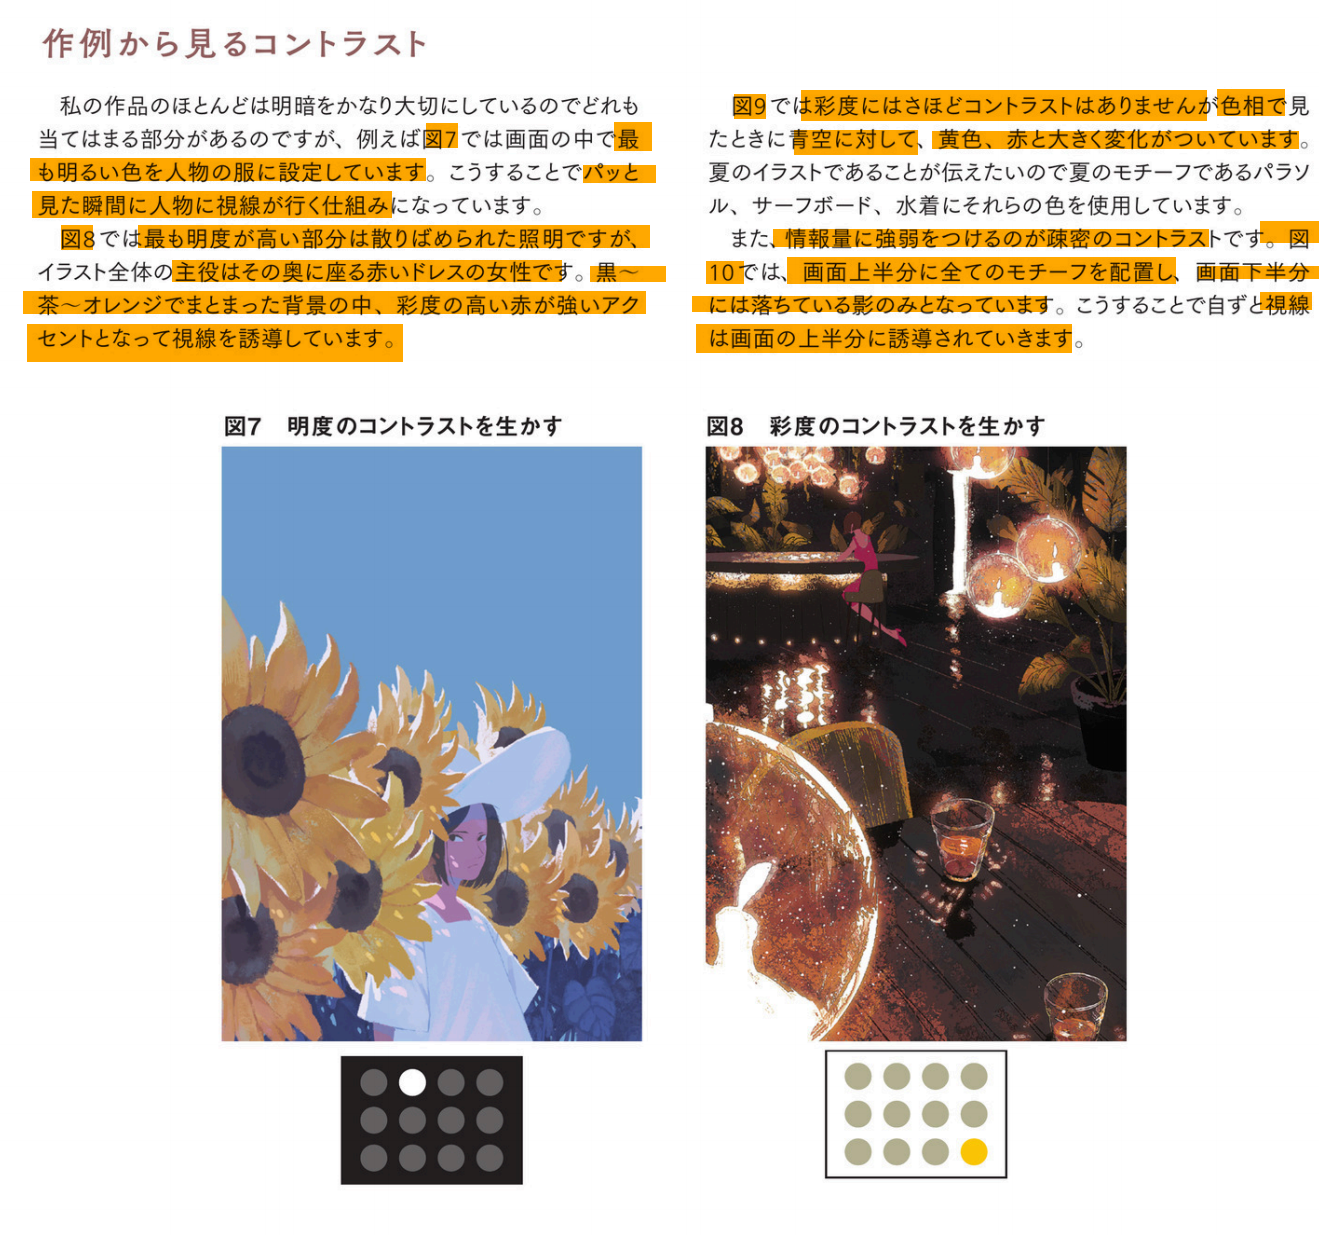 作例から見るコントラスト
私の作品のほとんどは明暗をかなり大切にしているのでどれも
当てはまる部分があるのですが、例えば図7では画面の中で最
も明るい色を人物の服に設定しています。こうすることでパッと
見た瞬間に人物に視線が行く仕組みになっています。
図8では最も明度が高い部分は散りばめられた照明ですが、
イラスト全体の主役はその奥に座る赤いドレスの女性です。黒～
茶～オレンジでまとまった背景の中、彩度の高い赤が強いアク
セントとなって視線を誘導しています。
図9では彩度にはさほどコントラストはありませんが色相で見
たときに青空に対して、黄色、赤と大きく変化がついています。
夏のイラストであることが伝えたいので夏のモチーフであるパラソ
ル、サーフボード、水着にそれらの色を使用しています。
また、情報量に強弱をつけるのが疎密のコントラストです。図
10では、画面上半分に全てのモチーフを配置し、画面下半分
には落ちている影のみとなっています。こうすることで自ずと視線
は画面の上半分に誘導されていきます。
図7　明度のコントラストを生かす
図8　彩度のコントラストを生かす